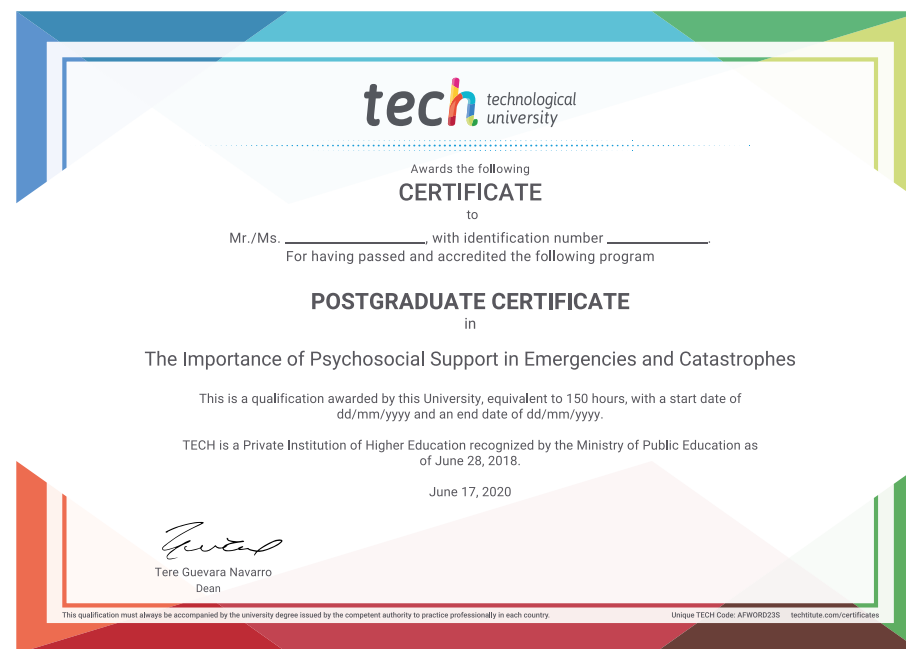 tech technological
university
Awards the following
CERTIFICATE
to
Mr./Ms. ____________________, with identification number ______________.
For having passed and accredited the following program
POSTGRADUATE CERTIFICATE
in
The Importance of Psychosocial Support in Emergencies and Catastrophes
This is a qualification awarded by this University, equivalent to 150 hours, with a start date of
dd/mm/yyyy and an end date of dd/mm/yyyy.
TECH is a Private Institution of Higher Education recognized by the Ministry of Public Education as
of June 28, 2018.
June 17, 2020
Tere Guevara Navarro
Dean
This qualification must always be accompanied by the university degree issued by the competent authority to practice professionally in each country. Unique TECH Code: AFWORD23S techtitute.com/certificates